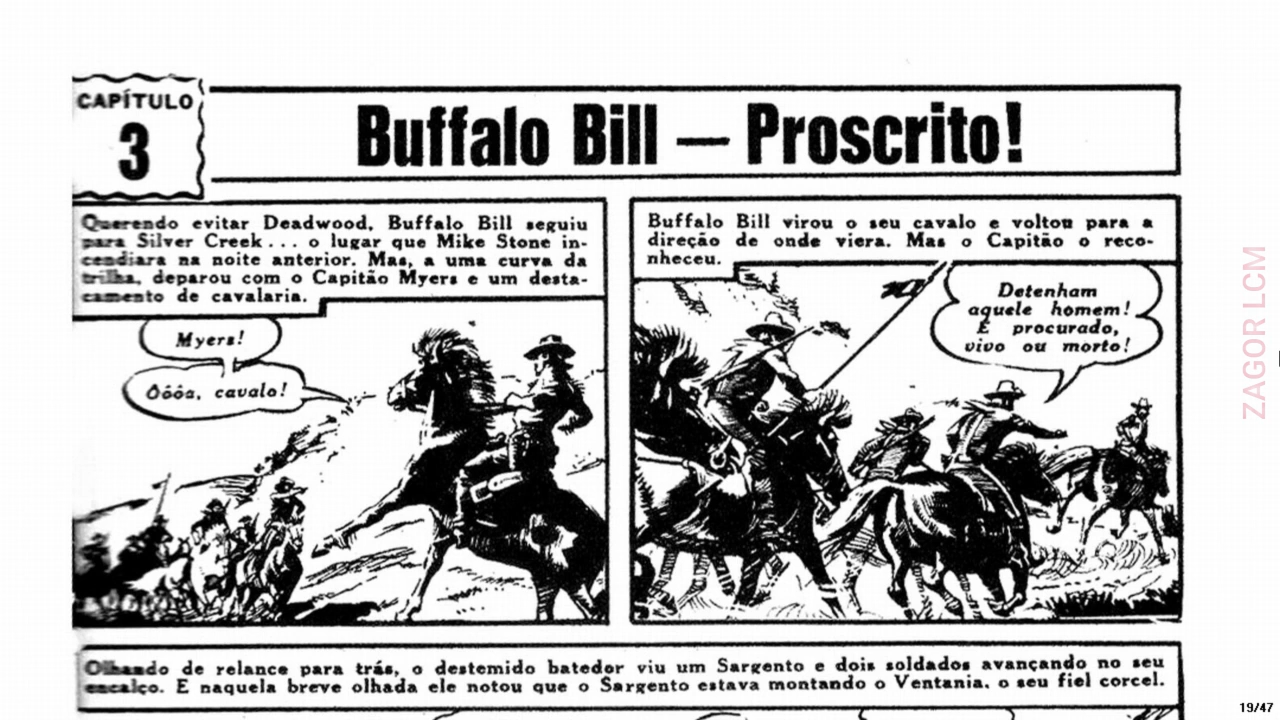 CAPÍTULO
3
Buffalo Bill — Proscrito!
Querendo evitar Deadwood, Buffalo Bill seguiu
para Silver Creek... o lugar que Mike Stone in-
cendiara na noite anterior. Mas, a uma curva da
trilha, deparou com o Capitão Myers e um desta-
camento de cavalaria.
Myers!
Ôôôa, cavalo!
Buffalo Bill virou o seu cavalo e voltou para a
direção de onde viera. Mas o Capitão o reco-
nheceu.
Detenham
aquele homem!
É procurado,
vivo ou morto!
Olhando de relance para trás, o destemido batedor viu um Sargento e dois soldados avançando no seu
encalço. E naquela breve olhada ele notou que o Sargento estava montando o Ventania, o seu fiel corcel.
ZAGOR LCM
19/47